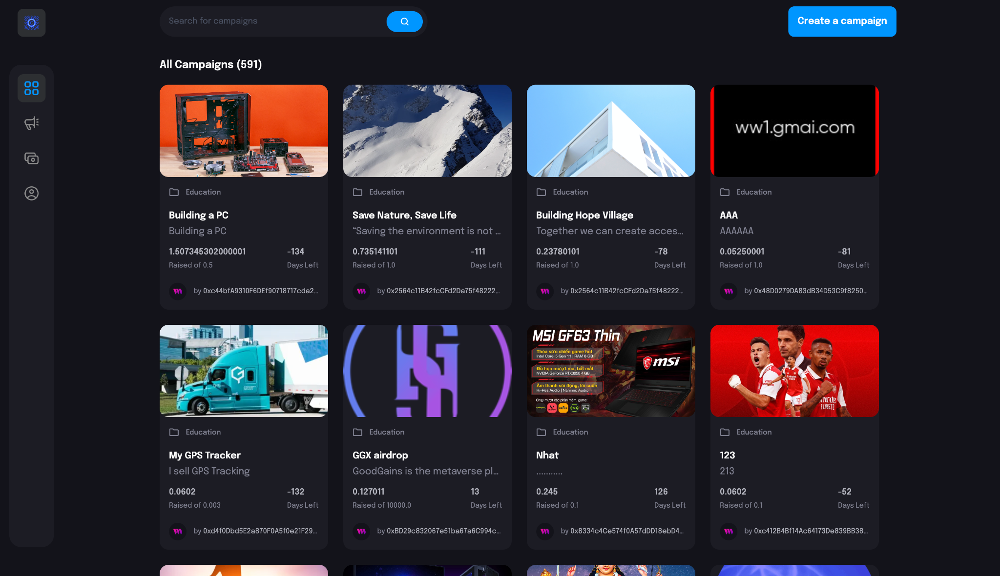 Search for campaigns
Create a campaign
All Campaigns (591)
ww1.gmai.com
Education
Education
Education
Education
Building a PC
Building a PC
Save Nature, Save Life
“Saving the environment is not ...
Building Hope Village
Together we can create acces...
AAA
AAAAAA
1.507345302000001
Raised of 0.5
-134
Days Left
0.735141101
Raised of 1.0
-111
Days Left
0.23780101
Raised of 1.0
-78
Days Left
0.05250001
Raised of 1.0
-81
Days Left
by 0xc44bfA9310F6DEf90718717cda2...
by 0x2564c11B42fcCFd2Da75f48222...
by 0x2564c11B42fcCFd2Da75f48222...
by 0x48D0279DA83dB34D53C9f8250...
MSI GF63 Thin
Thỏa sức chiến game hot
Intel Core i5 Gen 11 | RAM 8 GB
Đồ họa mượt mà, bắt mắt
NVIDIA GeForce RTX3050 4 GB
Âm thanh sôi động, lôi cuốn
Hi-Res Audio | Nahimic Audio
Chạy mượt các phần mềm, game:
msi
Emirates
FLY BETTER
12
Education
Education
Education
Education
My GPS Tracker
I sell GPS Tracking
GGX airdrop
GoodGains is the metaverse pl...
Nhat
...........
123
213
0.0602
Raised of 0.003
-132
Days Left
0.127011
Raised of 10000.0
13
Days Left
0.245
Raised of 0.1
126
Days Left
0.0602
Raised of 0.1
-52
Days Left
by 0xd4f0Dbd5E2a870F0A5f0e21F29...
by 0xBD29c832067e51ba67a6C994c...
by 0x8334c4Ce574f0A57dDD18ebD4...
by 0xc412B4Bf14Ac64173De839BB38...